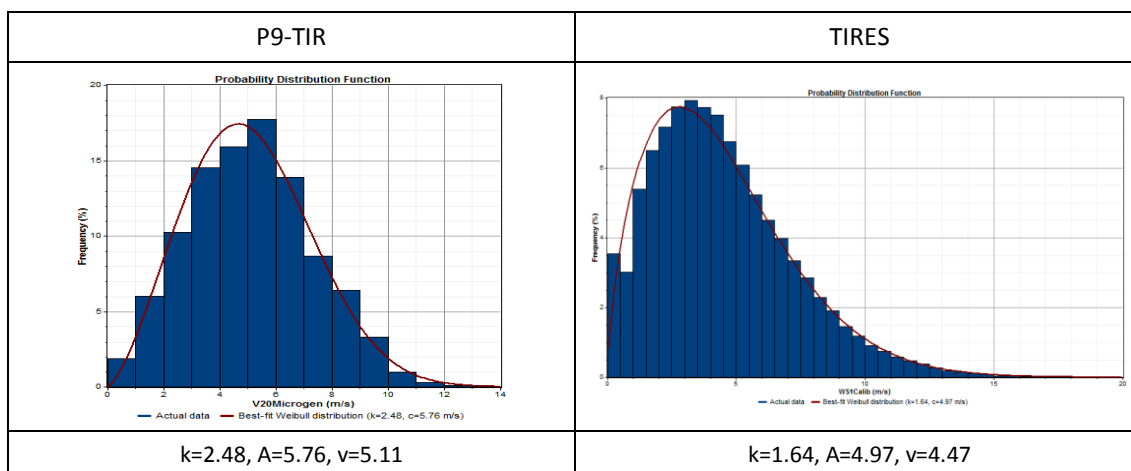 P9-TIR
TIRES
Probability Distribution Function
20
15
10
5
0
Frequency (%)
0 2 4 6 8 10 12 14
V20Microgen (m/s)
Actual data Best-fit Weibull distribution (k=2.48, c=5.76 m/s)
Probability Distribution Function
8
6
4
2
0
Frequency (%)
0 5 10 15 20
WS1Calib (m/s)
Actual data Best-fit Weibull distribution (k=1.64, c=4.97 m/s)
k=2.48, A=5.76, v=5.11
k=1.64, A=4.97, v=4.47